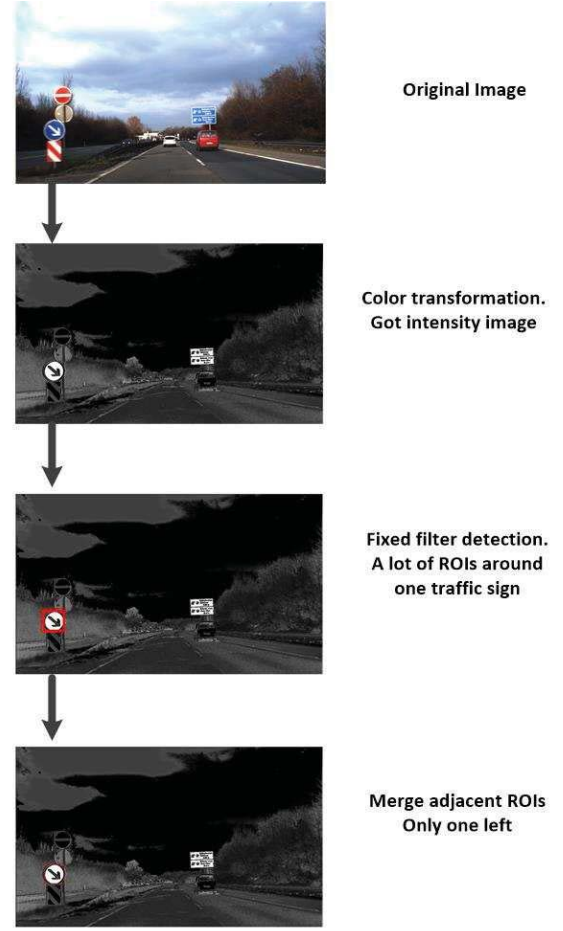 Original Image
Color transformation.
Got intensity image
Fixed filter detection.
A lot of ROIs around
one traffic sign
Merge adjacent ROIs
Only one left